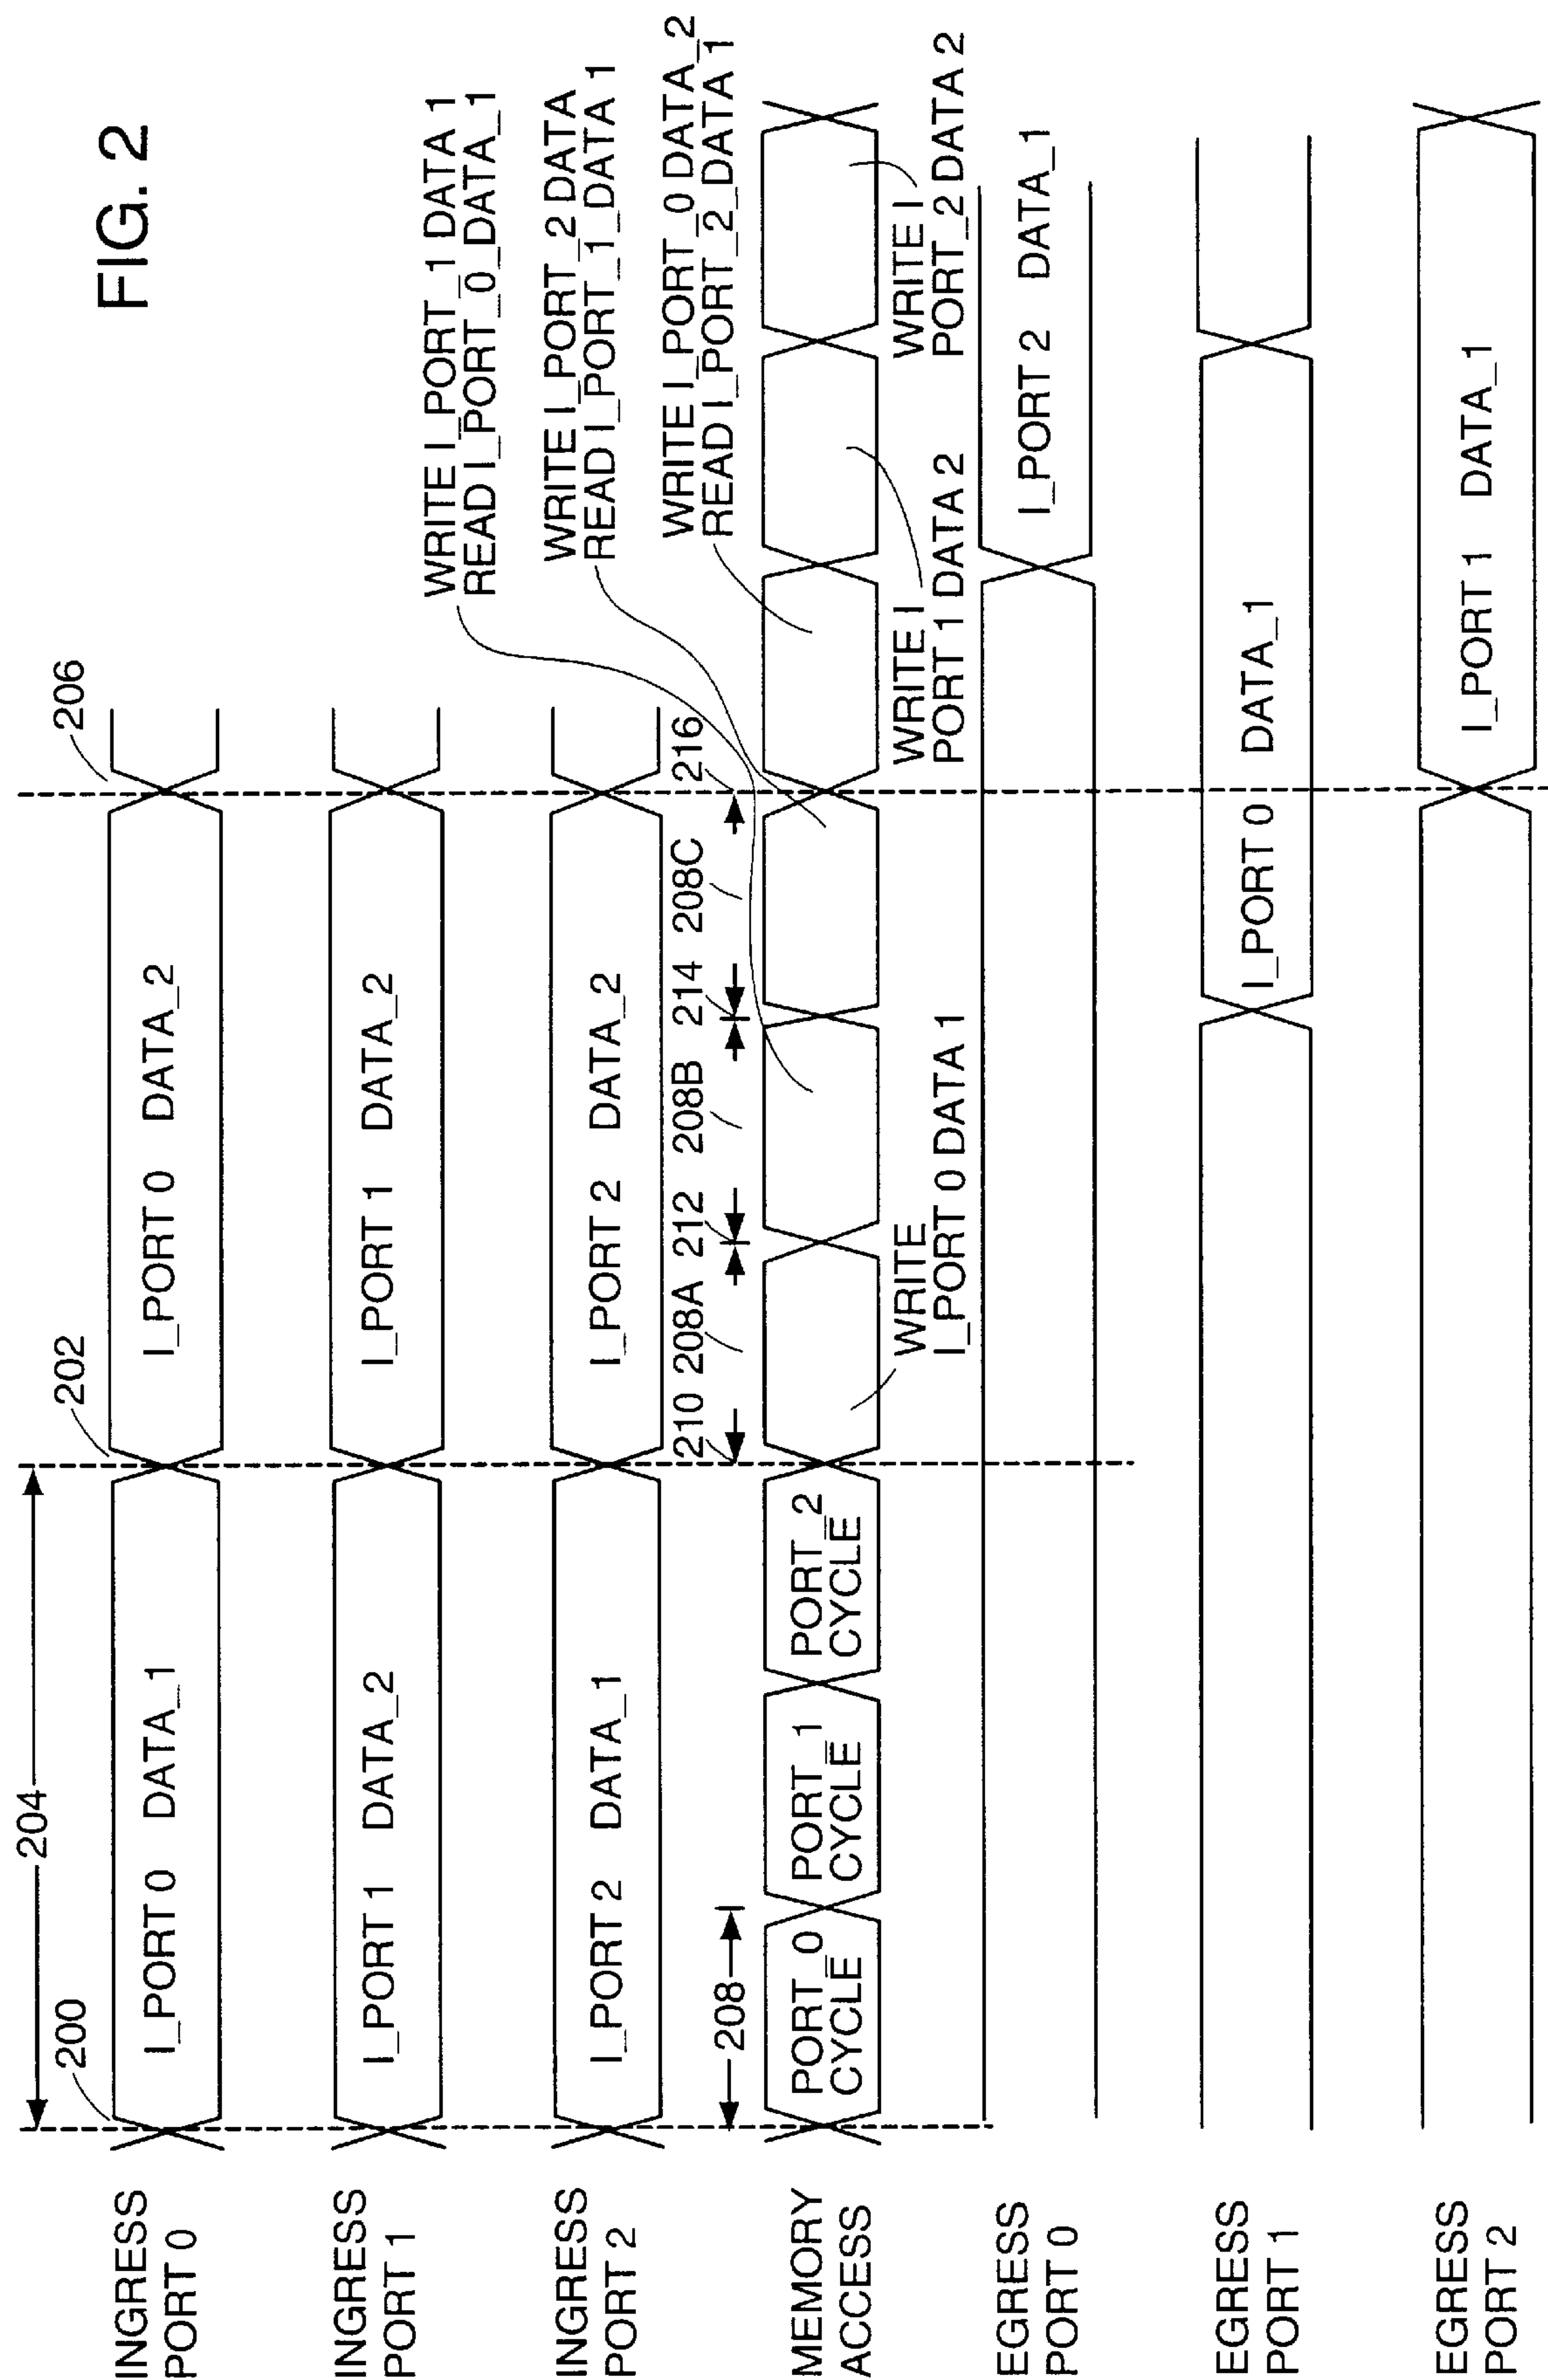 FIG. 2
204
200
202
206
INGRESS
PORT 0
I_PORT 0 DATA_1
I_PORT 0 DATA_2
INGRESS
PORT 1
I_PORT 1 DATA_2
I_PORT 1 DATA_2
INGRESS
PORT 2
I_PORT 2 DATA_1
I_PORT 2 DATA_2
WRITE I_PORT_1 DATA 1
READ I_PORT_0_DATA_1
WRITE I_PORT_2 DATA
READ I_PORT_1_DATA 1
WRITE I_PORT_0 DATA_2
READ I_PORT_2_DATA 1
208
210
208A
212
208B
214
208C
216
MEMORY
ACCESS
PORT_0
CYCLE
PORT_1
CYCLE
PORT_2
CYCLE
WRITE
I_PORT 0 DATA 1
WRITE I
PORT 1 DATA 2
WRITE I
PORT_2 DATA 2
EGRESS
PORT 0
I_PORT 2 DATA_1
EGRESS
PORT 1
I_PORT 0 DATA_1
EGRESS
PORT 2
I_PORT 1 DATA_1